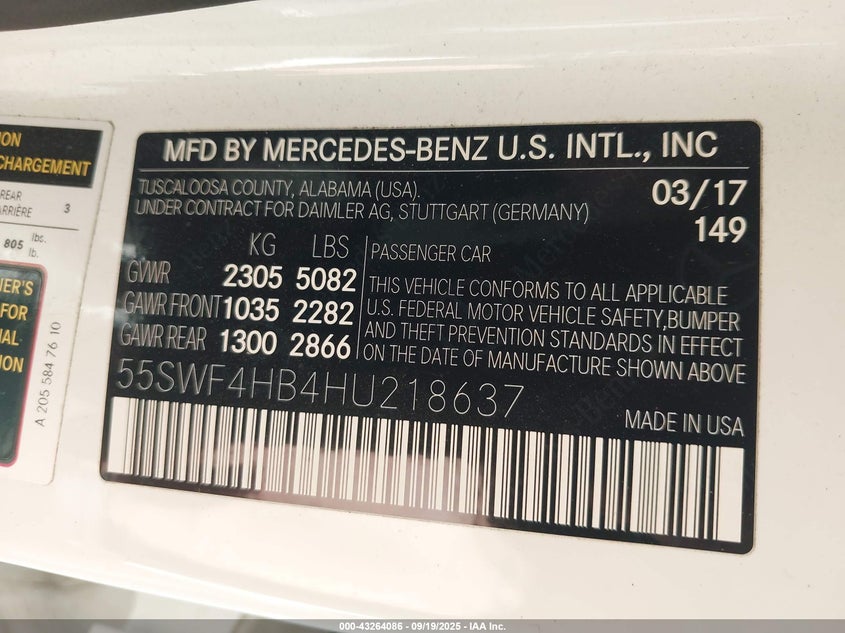 ION
CHARGEMENT
REAR
ARRIÈRE 3
805 lbs.
lb.
NER'S
FOR
NAL
TION
A 205 584 76 10
MFD BY MERCEDES-BENZ U.S. INTL., INC
TUSCALOOSA COUNTY, ALABAMA (USA).
UNDER CONTRACT FOR DAIMLER AG, STUTTGART (GERMANY)
03/17
149
KG LBS
GVWR 2305 5082
GAWR FRONT 1035 2282
GAWR REAR 1300 2866
PASSENGER CAR
THIS VEHICLE CONFORMS TO ALL APPLICABLE
U.S. FEDERAL MOTOR VEHICLE SAFETY,BUMPER
AND THEFT PREVENTION STANDARDS IN EFFECT
ON THE DATE OF MANUFACTURE SHOWN ABOVE
55SWF4HB4HU218637
MADE IN USA
000-43264086 - 09/19/2025 - IAA Inc.